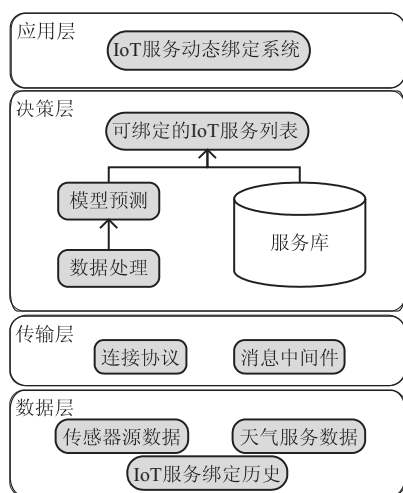 应用层
IoT服务动态绑定系统
决策层
可绑定的IoT服务列表
模型预测
服务库
数据处理
传输层
连接协议
消息中间件
数据层
传感器源数据
天气服务数据
IoT服务绑定历史